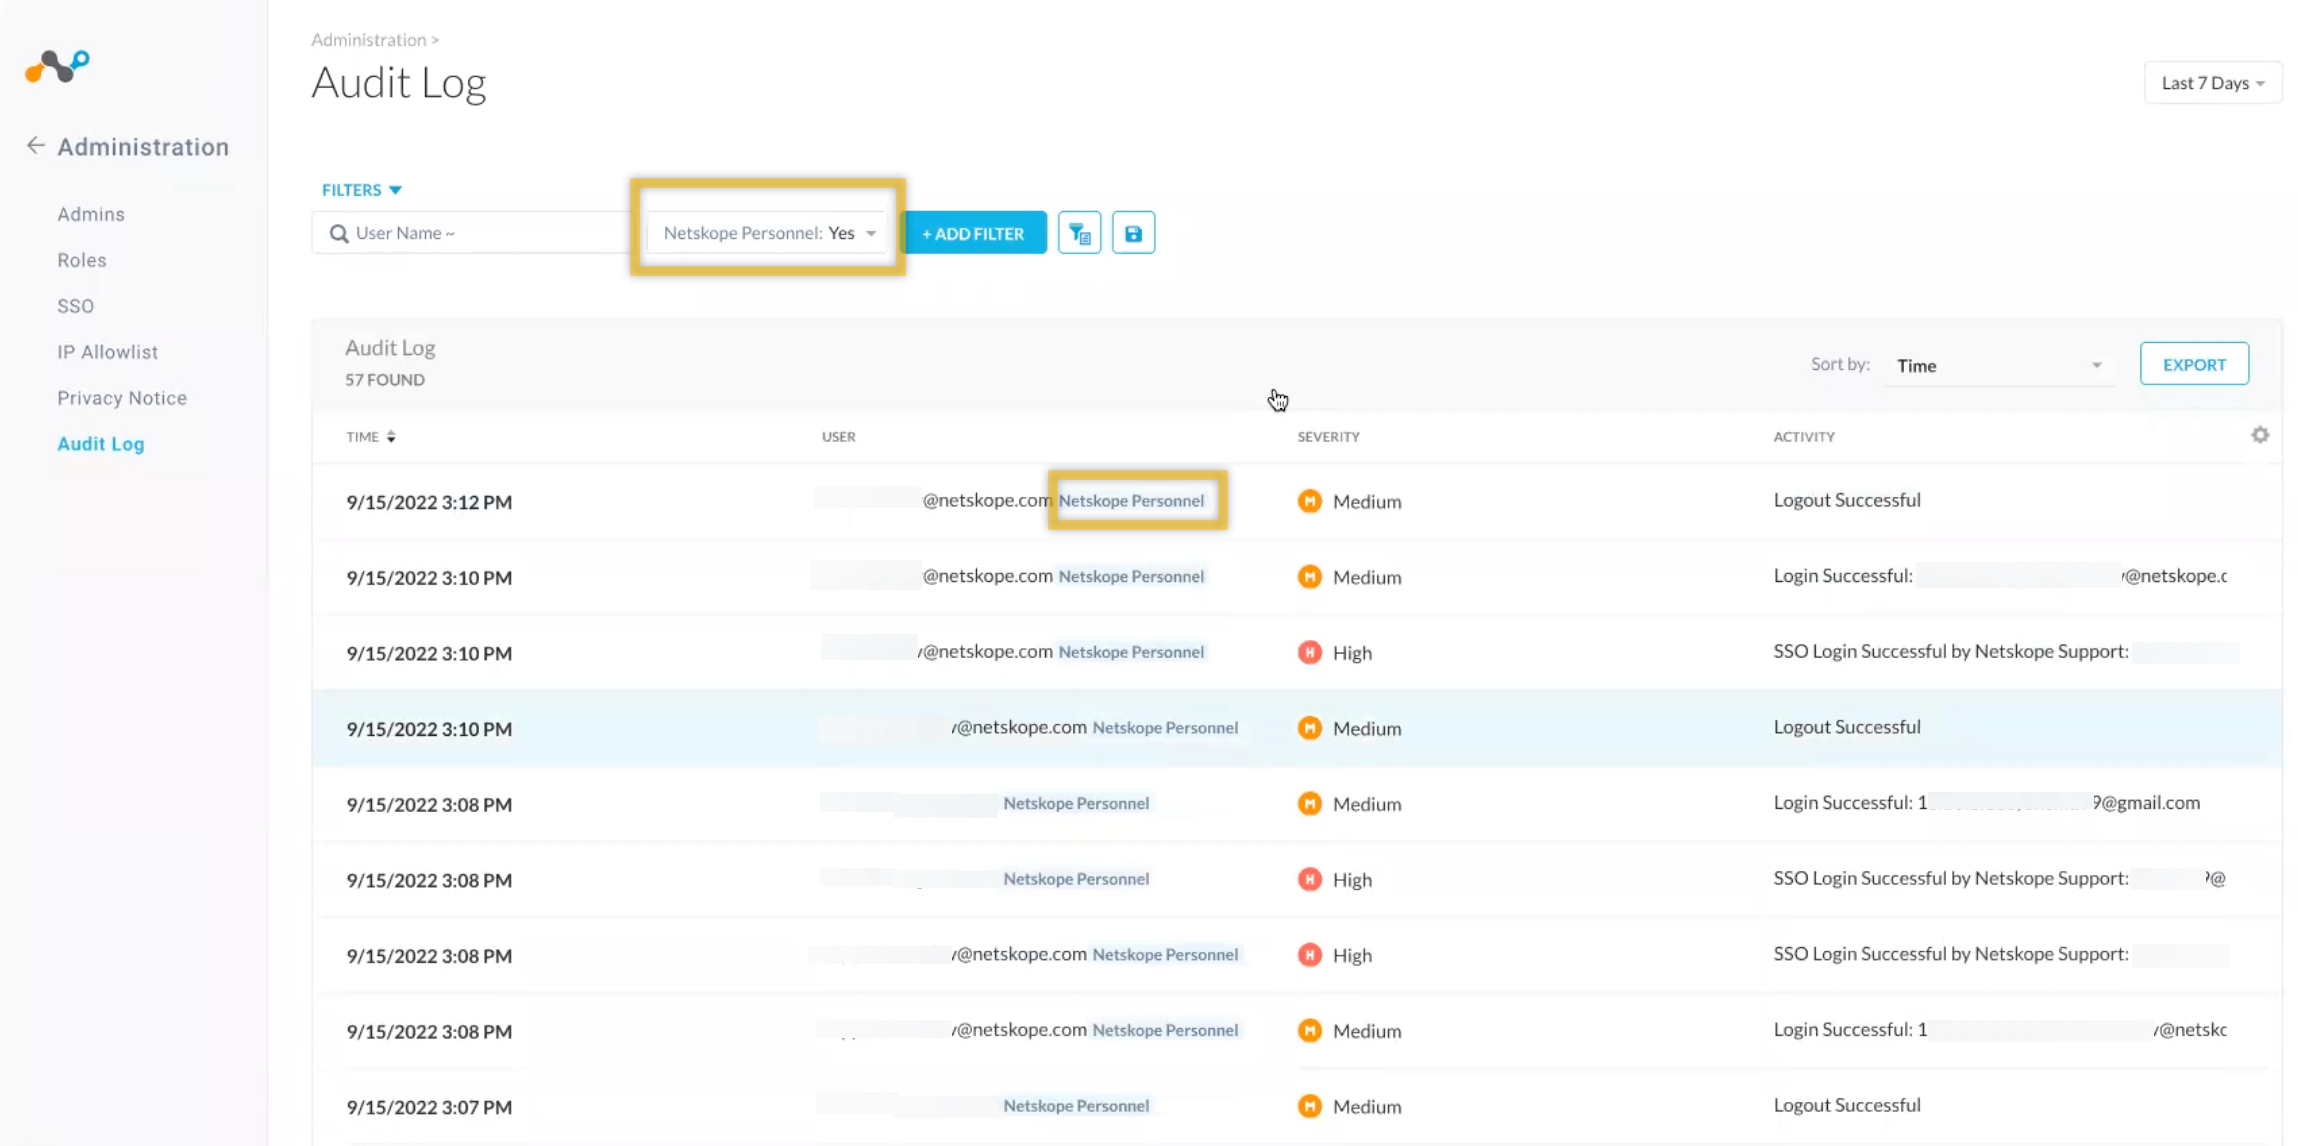 Administration >
Audit Log
Last 7 Days
Administration
Admins
Roles
SSO
IP Allowlist
Privacy Notice
Audit Log
FILTERS
User Name ~
Netskope Personnel: Yes
+ ADD FILTER
Audit Log
57 FOUND
Sort by: Time
EXPORT
TIME USER SEVERITY ACTIVITY
9/15/2022 3:12 PM @netskope.com Netskope Personnel M Medium Logout Successful
9/15/2022 3:10 PM @netskope.com Netskope Personnel M Medium Login Successful: @netskope.c
9/15/2022 3:10 PM @netskope.com Netskope Personnel H High SSO Login Successful by Netskope Support:
9/15/2022 3:10 PM @netskope.com Netskope Personnel M Medium Logout Successful
9/15/2022 3:08 PM Netskope Personnel M Medium Login Successful: 1 9@gmail.com
9/15/2022 3:08 PM Netskope Personnel H High SSO Login Successful by Netskope Support: @
9/15/2022 3:08 PM @netskope.com Netskope Personnel H High SSO Login Successful by Netskope Support:
9/15/2022 3:08 PM @netskope.com Netskope Personnel M Medium Login Successful: 1 @netskc
9/15/2022 3:07 PM Netskope Personnel M Medium Logout Successful